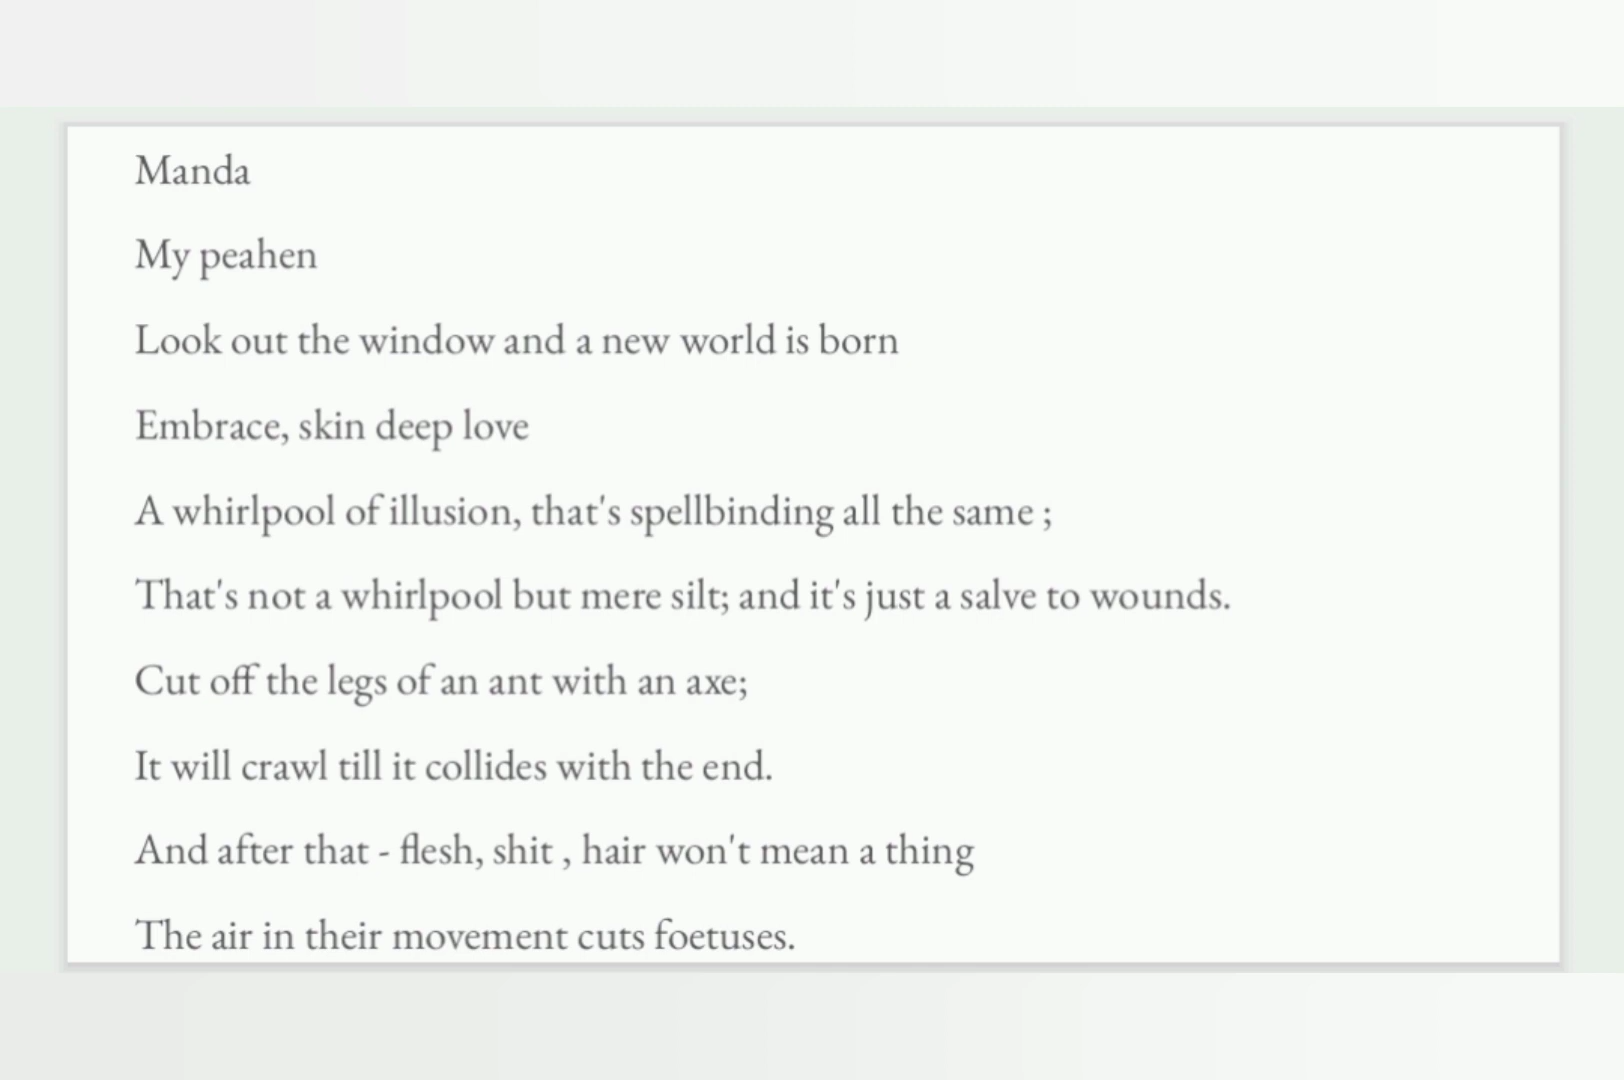 Manda
My peahen
Look out the window and a new world is born
Embrace, skin deep love
A whirlpool of illusion, that's spellbinding all the same ;
That's not a whirlpool but mere silt; and it's just a salve to wounds.
Cut off the legs of an ant with an axe;
It will crawl till it collides with the end.
And after that - flesh, shit , hair won't mean a thing
The air in their movement cuts foetuses.